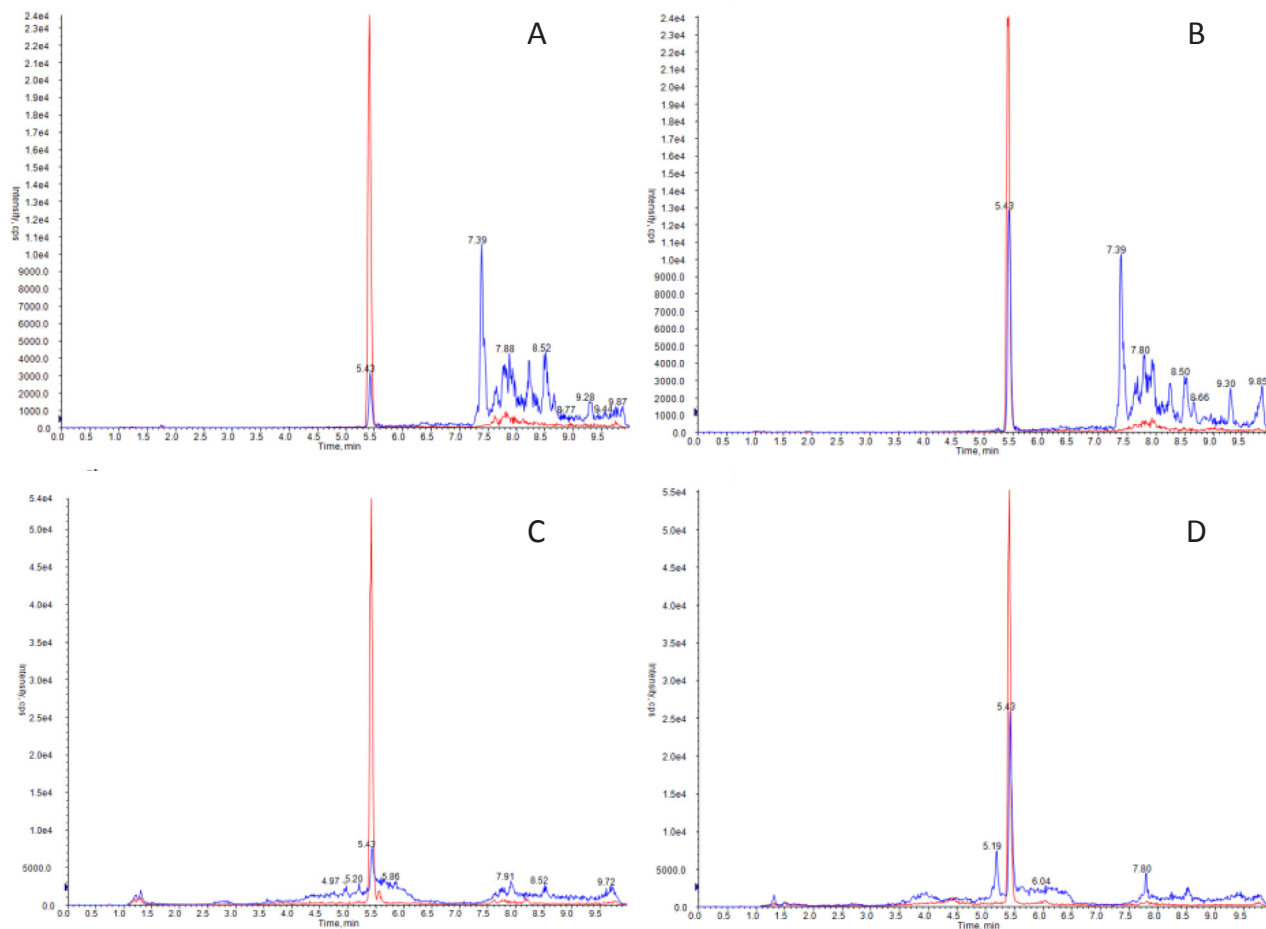 A
2.4e4
2.3e4
2.2e4
2.1e4
2.0e4
1.9e4
1.8e4
1.7e4
1.6e4
1.5e4
1.4e4
1.3e4
1.2e4
1.1e4
1.0e4
9000.0
8000.0
7000.0
6000.0
5000.0
4000.0
3000.0
2000.0
1000.0
0.0
Intensity, cps
5.43
7.39
7.88
8.52
8.77
9.28
9.44
9.87
0.0 0.5 1.0 1.5 2.0 2.5 3.0 3.5 4.0 4.5 5.0 5.5 6.0 6.5 7.0 7.5 8.0 8.5 9.0 9.5
Time, min
B
2.4e4
2.3e4
2.2e4
2.1e4
2.0e4
1.9e4
1.8e4
1.7e4
1.6e4
1.5e4
1.4e4
1.3e4
1.2e4
1.1e4
1.0e4
9000.0
8000.0
7000.0
6000.0
5000.0
4000.0
3000.0
2000.0
1000.0
0.0
Intensity, cps
5.43
7.39
7.80
8.50
8.66
9.30
9.85
0.0 0.5 1.0 1.5 2.0 2.5 3.0 3.5 4.0 4.5 5.0 5.5 6.0 6.5 7.0 7.5 8.0 8.5 9.0 9.5
Time, min
C
5.4e4
5.0e4
4.5e4
4.0e4
3.5e4
3.0e4
2.5e4
2.0e4
1.5e4
1.0e4
5000.0
0.0
Intensity, cps
4.97
5.20
5.43
5.86
7.91
8.52
9.72
0.0 0.5 1.0 1.5 2.0 2.5 3.0 3.5 4.0 4.5 5.0 5.5 6.0 6.5 7.0 7.5 8.0 8.5 9.0 9.5
Time, min
D
5.5e4
5.0e4
4.5e4
4.0e4
3.5e4
3.0e4
2.5e4
2.0e4
1.5e4
1.0e4
5000.0
0.0
Intensity, cps
5.19
5.43
6.04
7.80
0.0 0.5 1.0 1.5 2.0 2.5 3.0 3.5 4.0 4.5 5.0 5.5 6.0 6.5 7.0 7.5 8.0 8.5 9.0 9.5
Time, min